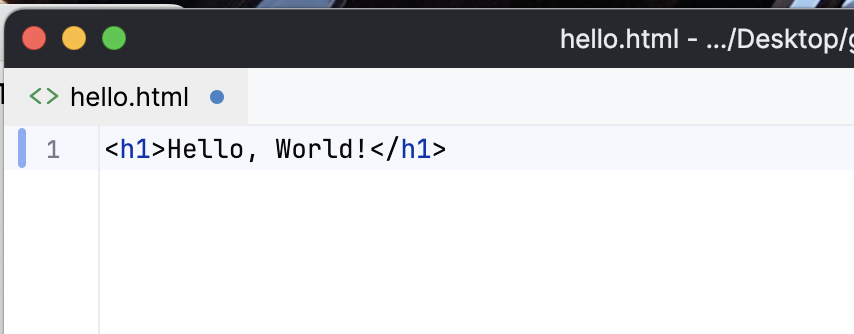 hello.html - .../Desktop/
hello.html
1 <h1>Hello, World!</h1>